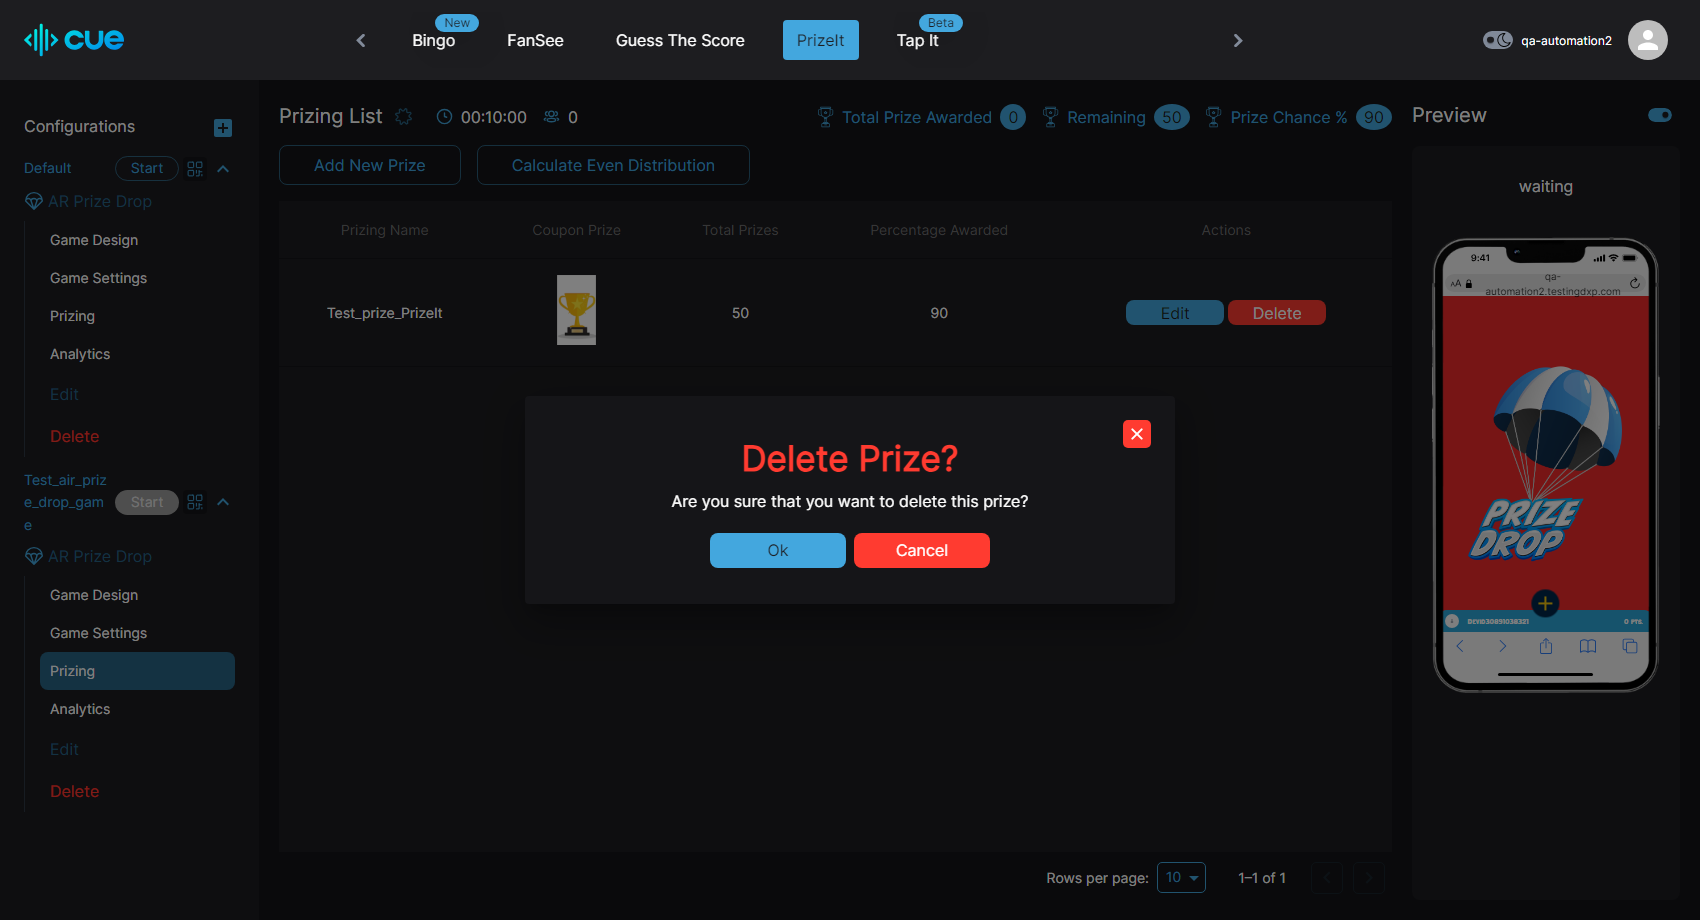 cue
Bingo
New
FanSee
Guess The Score
PrizeIt
Tap It
Beta
qa-automation2
Configurations
Default
Start
AR Prize Drop
Game Design
Game Settings
Prizing
Analytics
Edit
Delete
Test_air_priz
e_drop_gam
e
Start
AR Prize Drop
Game Design
Game Settings
Prizing
Analytics
Edit
Delete
Prizing List
00:10:00
0
Total Prize Awarded 0
Remaining 50
Prize Chance % 90
Add New Prize
Calculate Even Distribution
Prizing Name Coupon Prize Total Prizes Percentage Awarded Actions
Test_prize_PrizeIt 50 90 Edit Delete
Delete Prize?
Are you sure that you want to delete this prize?
Ok
Cancel
Rows per page: 10 1–1 of 1
Preview
waiting
9:41
AA
qa-
automation2.testingdxp.com
PRIZE
DROP
0 PTS.